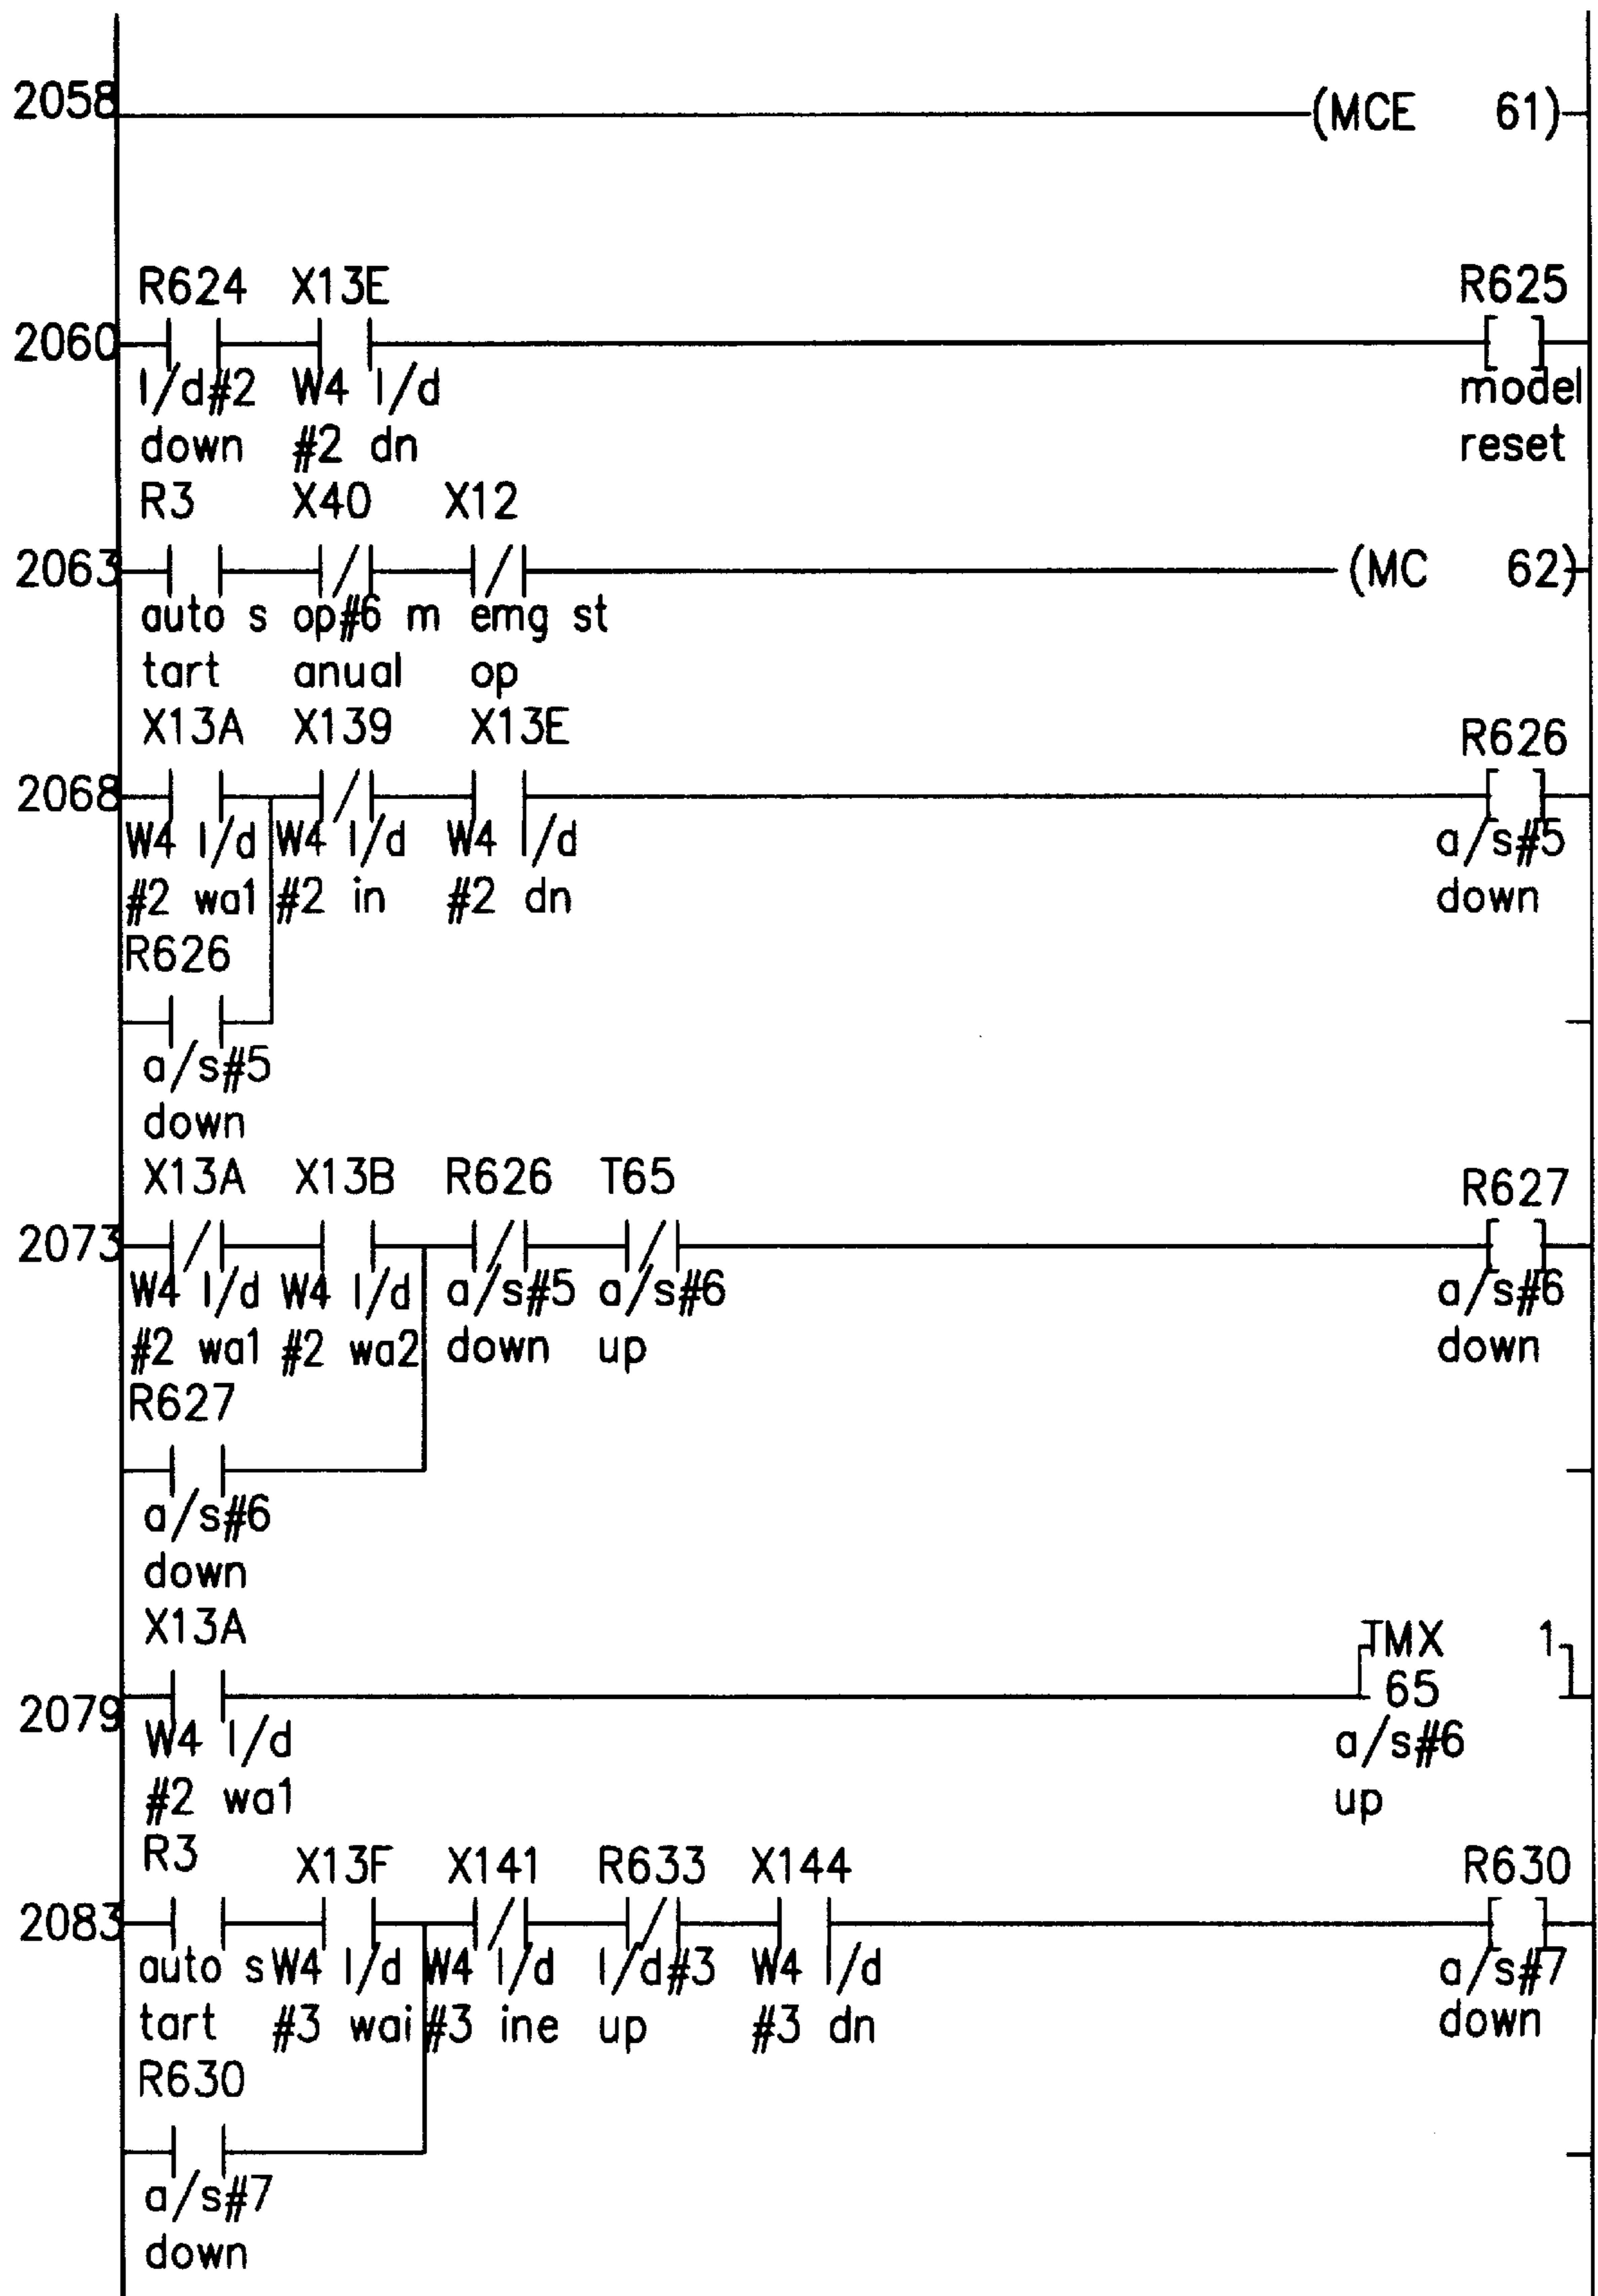 2058 (MCE 61)
R624 X13E R625
2060
l/d#2 W4 l/d model
down #2 dn reset
R3 X40 X12
2063 (MC 62)
auto s op#6 m emg st
tart anual op
X13A X139 X13E R626
2068
W4 l/d W4 l/d W4 l/d a/s#5
#2 wa1 #2 in #2 dn down
R626
a/s#5
down
X13A X13B R626 T65 R627
2073
W4 l/d W4 l/d a/s#5 a/s#6 a/s#6
#2 wa1 #2 wa2 down up down
R627
a/s#6
down
X13A TMX 1
2079 65
W4 l/d a/s#6
#2 wa1 up
R3 X13F X141 R633 X144 R630
2083
auto s W4 l/d W4 l/d l/d#3 W4 l/d a/s#7
tart #3 wai #3 ine up #3 dn down
R630
a/s#7
down